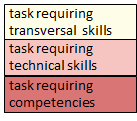 task requiring
transversal skills
task requiring
technical skills
task requiring
competencies